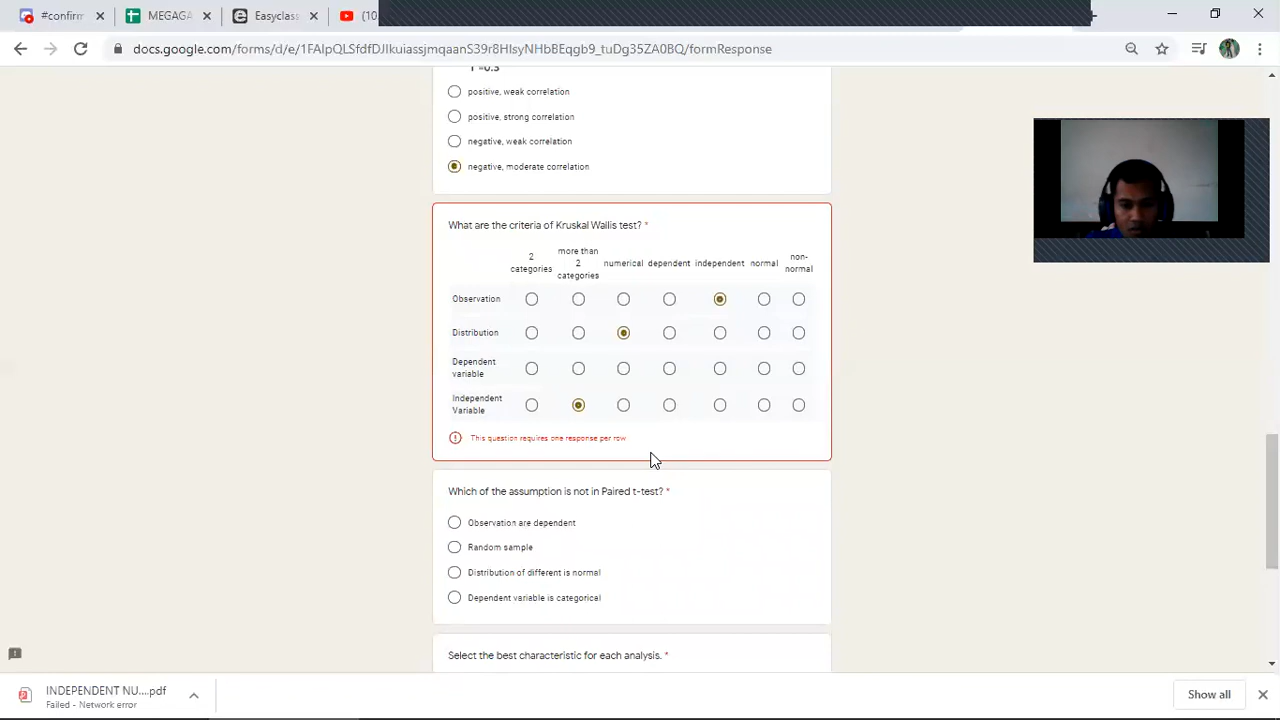 #confirm
MEGAGA
Easyclass
(10
docs.google.com/forms/d/e/1FAIpQLSfdfDJIkuiassjmqaanS39r8HlsyNHbBEqgb9_tuDg35ZA0BQ/formResponse
positive, weak correlation
positive, strong correlation
negative, weak correlation
negative, moderate correlation
What are the criteria of Kruskal Wallis test? *
2 categories
more than 2 categories
numerical
dependent
independent
normal
non-normal
Observation
Distribution
Dependent variable
Independent Variable
This question requires one response per row
Which of the assumption is not in Paired t-test? *
Observation are dependent
Random sample
Distribution of different is normal
Dependent variable is categorical
Select the best characteristic for each analysis. *
INDEPENDENT NU....pdf
Failed - Network error
Show all